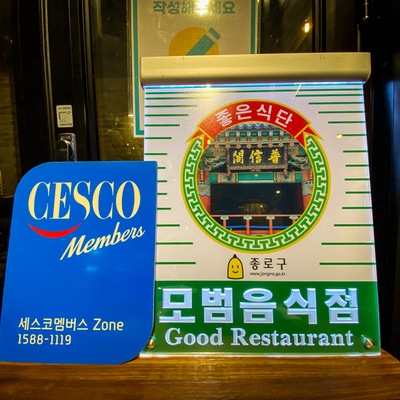 작성해주세요
좋은식단
閣信普
종로구
www.jongno.go.kr
모범음식점
Good Restaurant
CESCO
Members
세스코멤버스 Zone
1588-1119